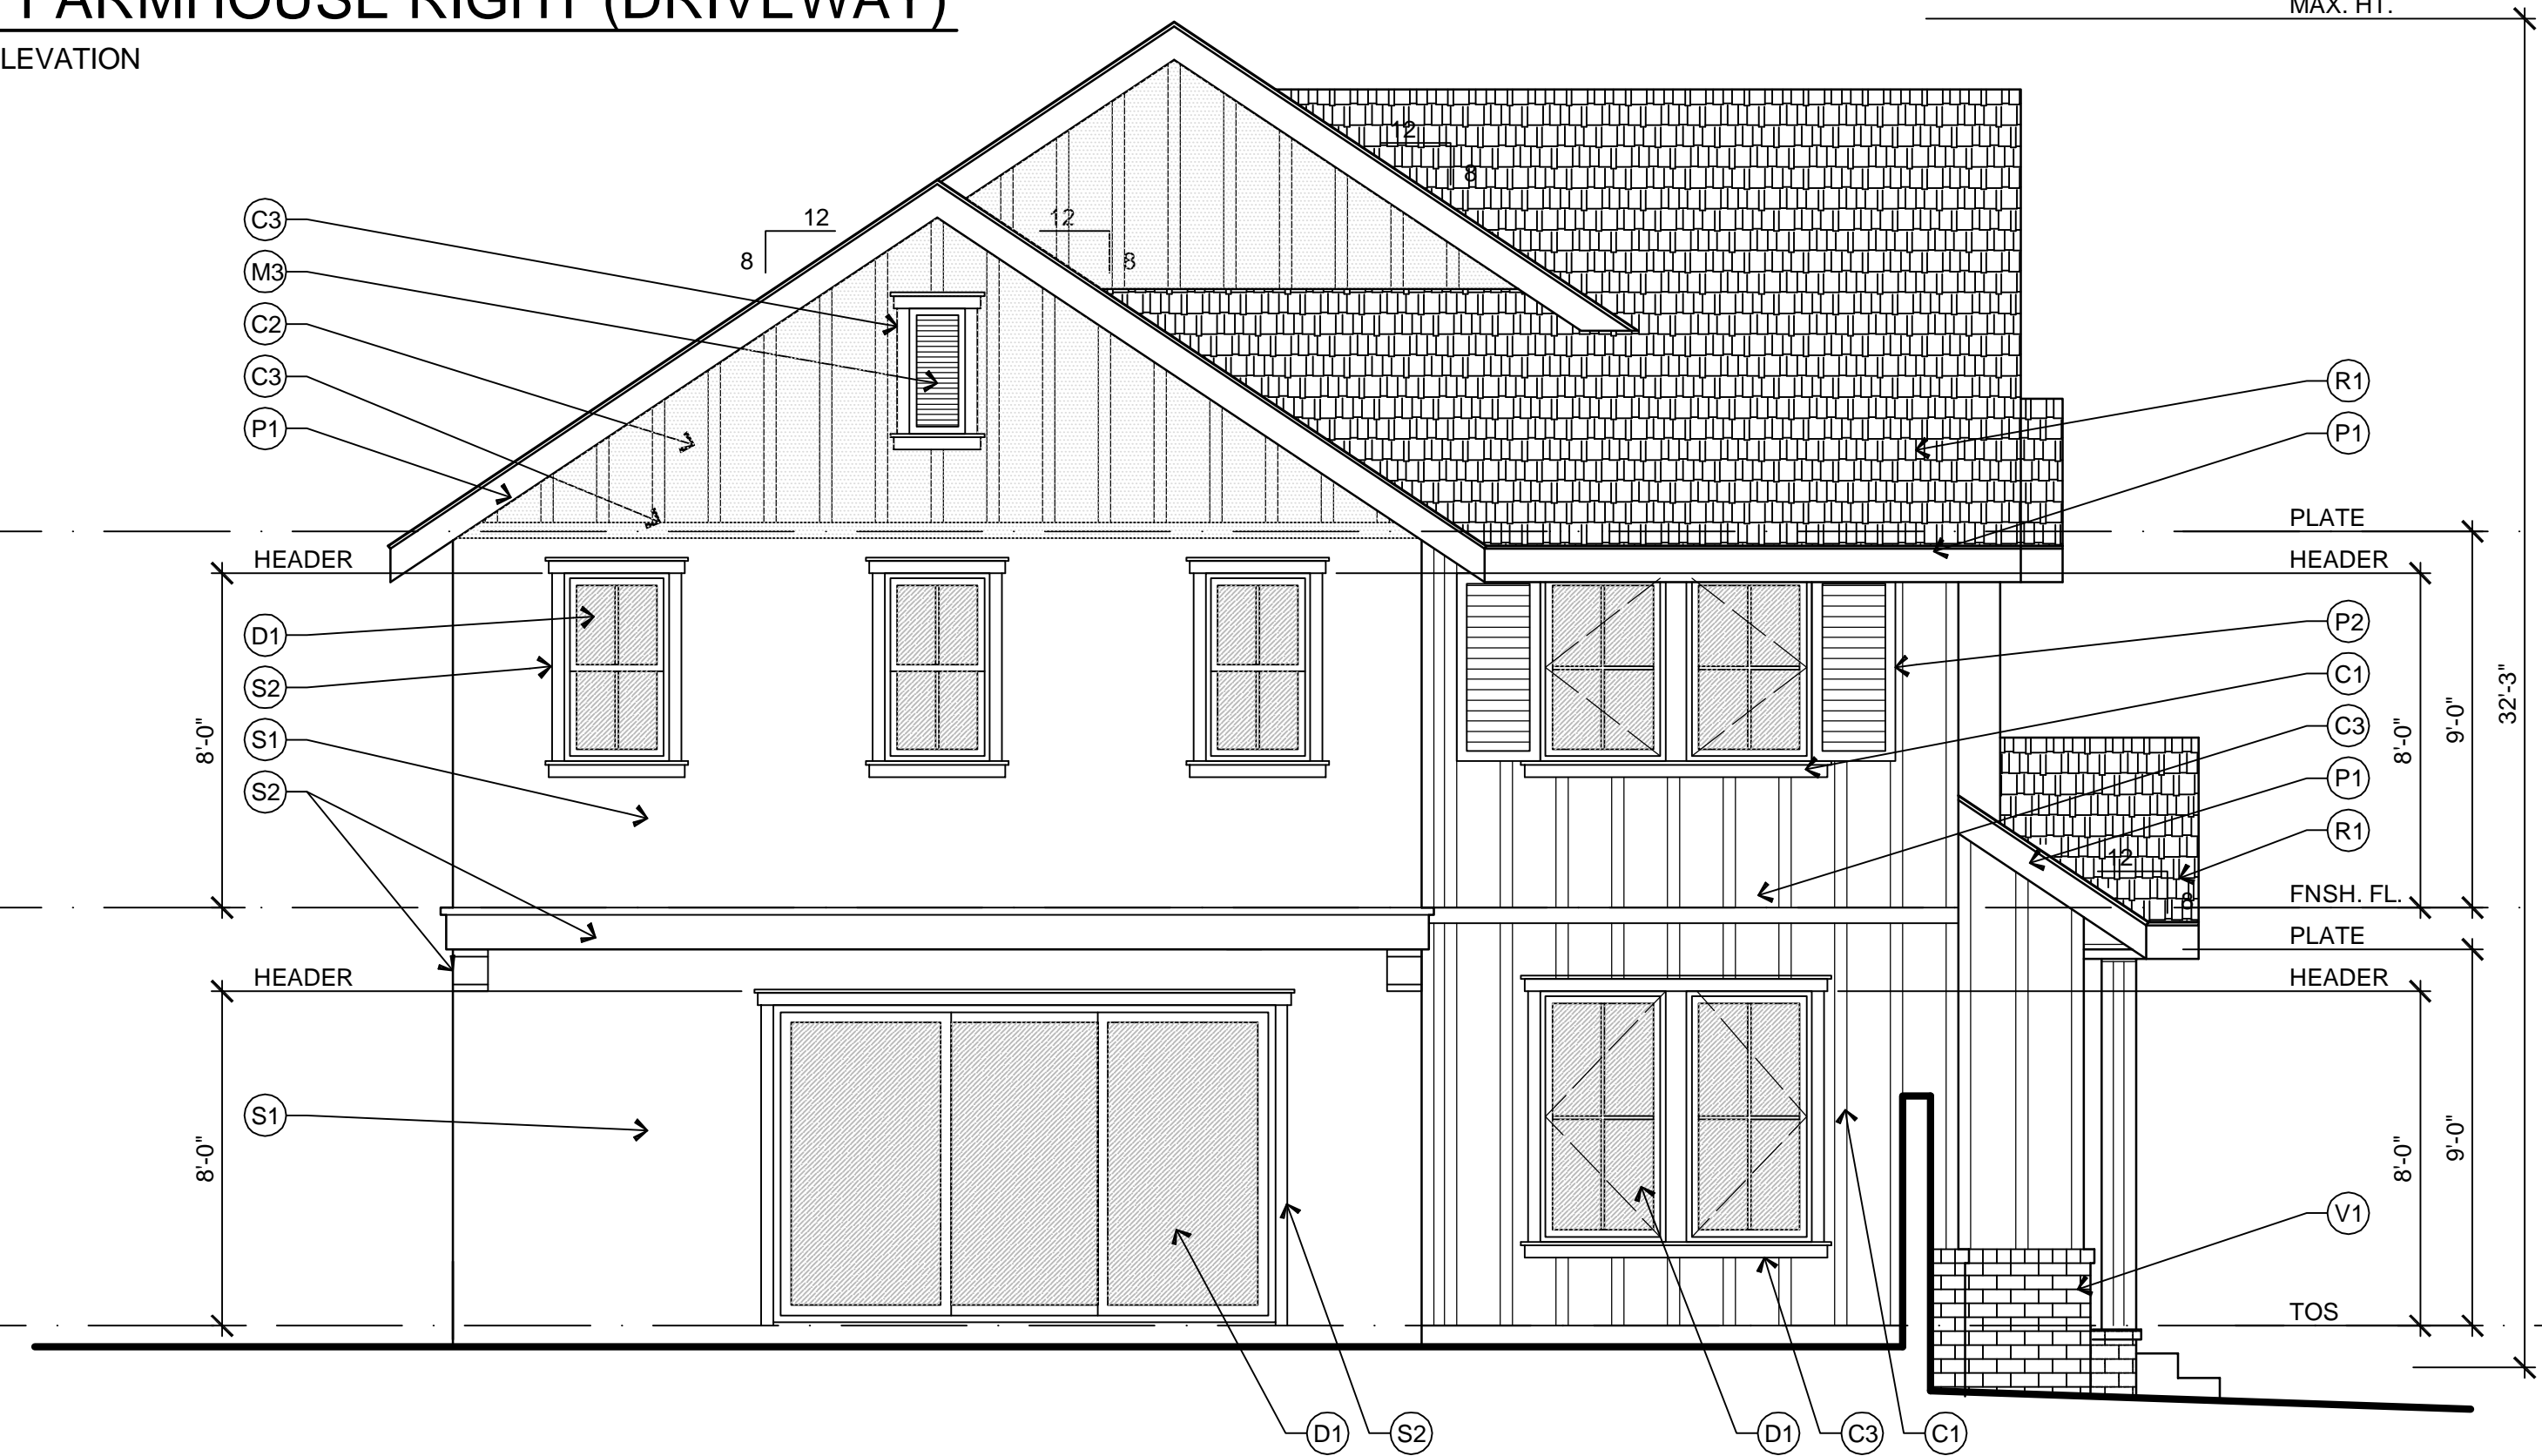 FARMHOUSE RIGHT (DRIVEWAY)
LEVATION
MAX. HT.
12
8
12
8
12
8
C3
M3
C2
C3
P1
R1
P1
PLATE
HEADER
HEADER
D1
S2
S1
S2
8'-0"
P2
C1
C3
P1
R1
12
8
8'-0"
9'-0"
32'-3"
FNSH. FL.
PLATE
HEADER
HEADER
S1
8'-0"
8'-0"
9'-0"
V1
TOS
D1
S2
D1
C3
C1